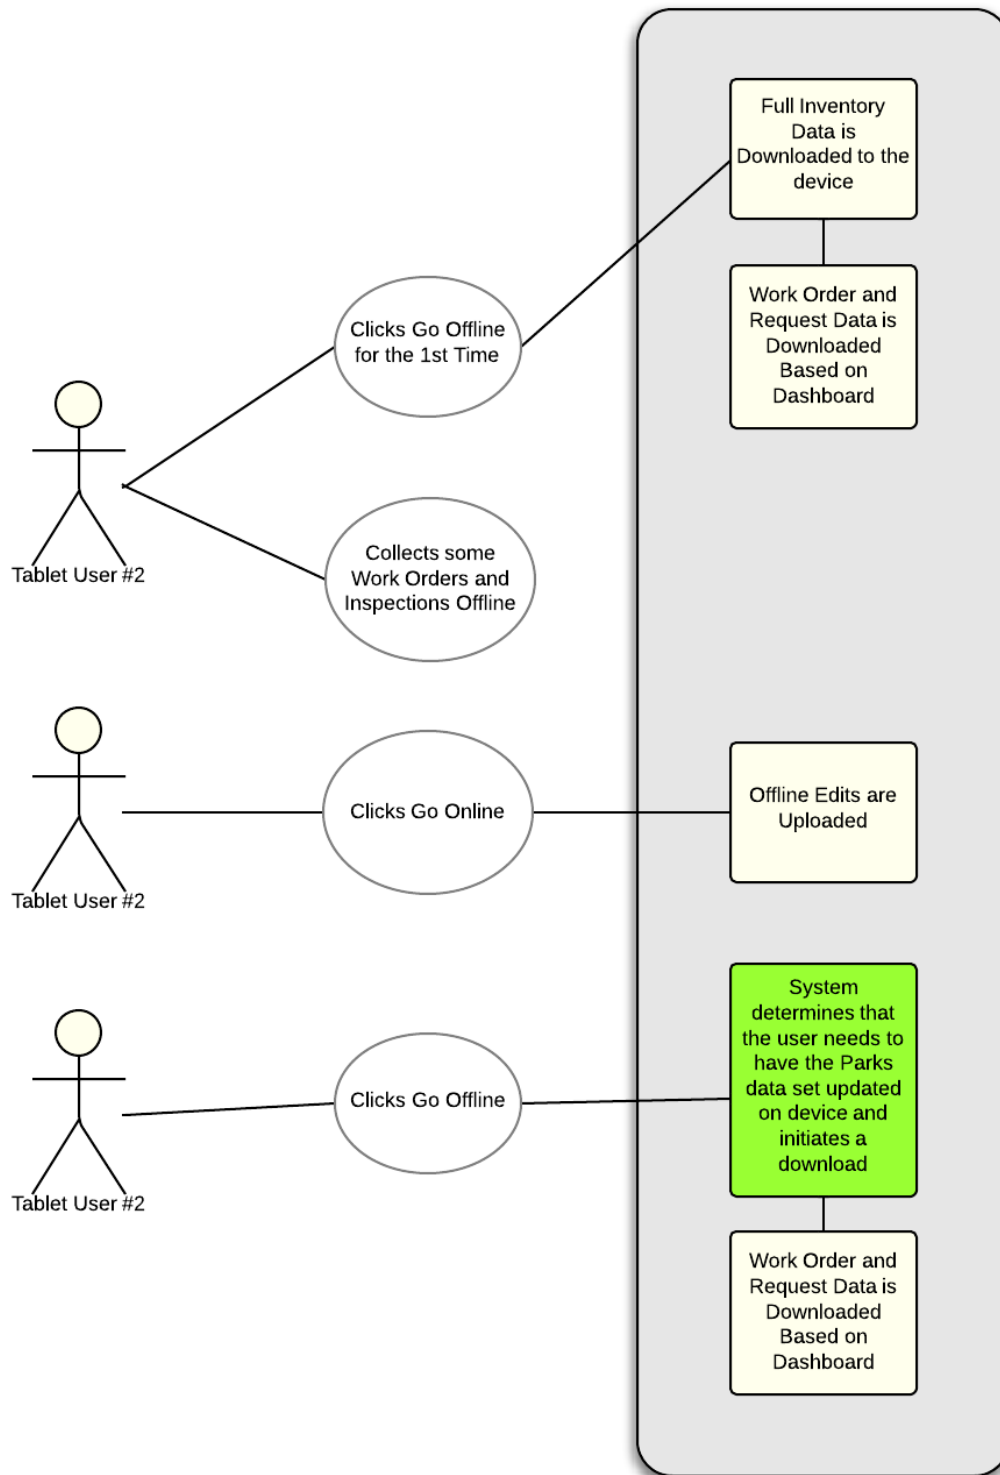 Full Inventory
Data is
Downloaded to the
device
Clicks Go Offline
for the 1st Time
Work Order and
Request Data is
Downloaded
Based on
Dashboard
Tablet User #2
Collects some
Work Orders and
Inspections Offline
Tablet User #2
Clicks Go Online
Offline Edits are
Uploaded
Tablet User #2
Clicks Go Offline
System
determines that
the user needs to
have the Parks
data set updated
on device and
initiates a
download
Work Order and
Request Data is
Downloaded
Based on
Dashboard